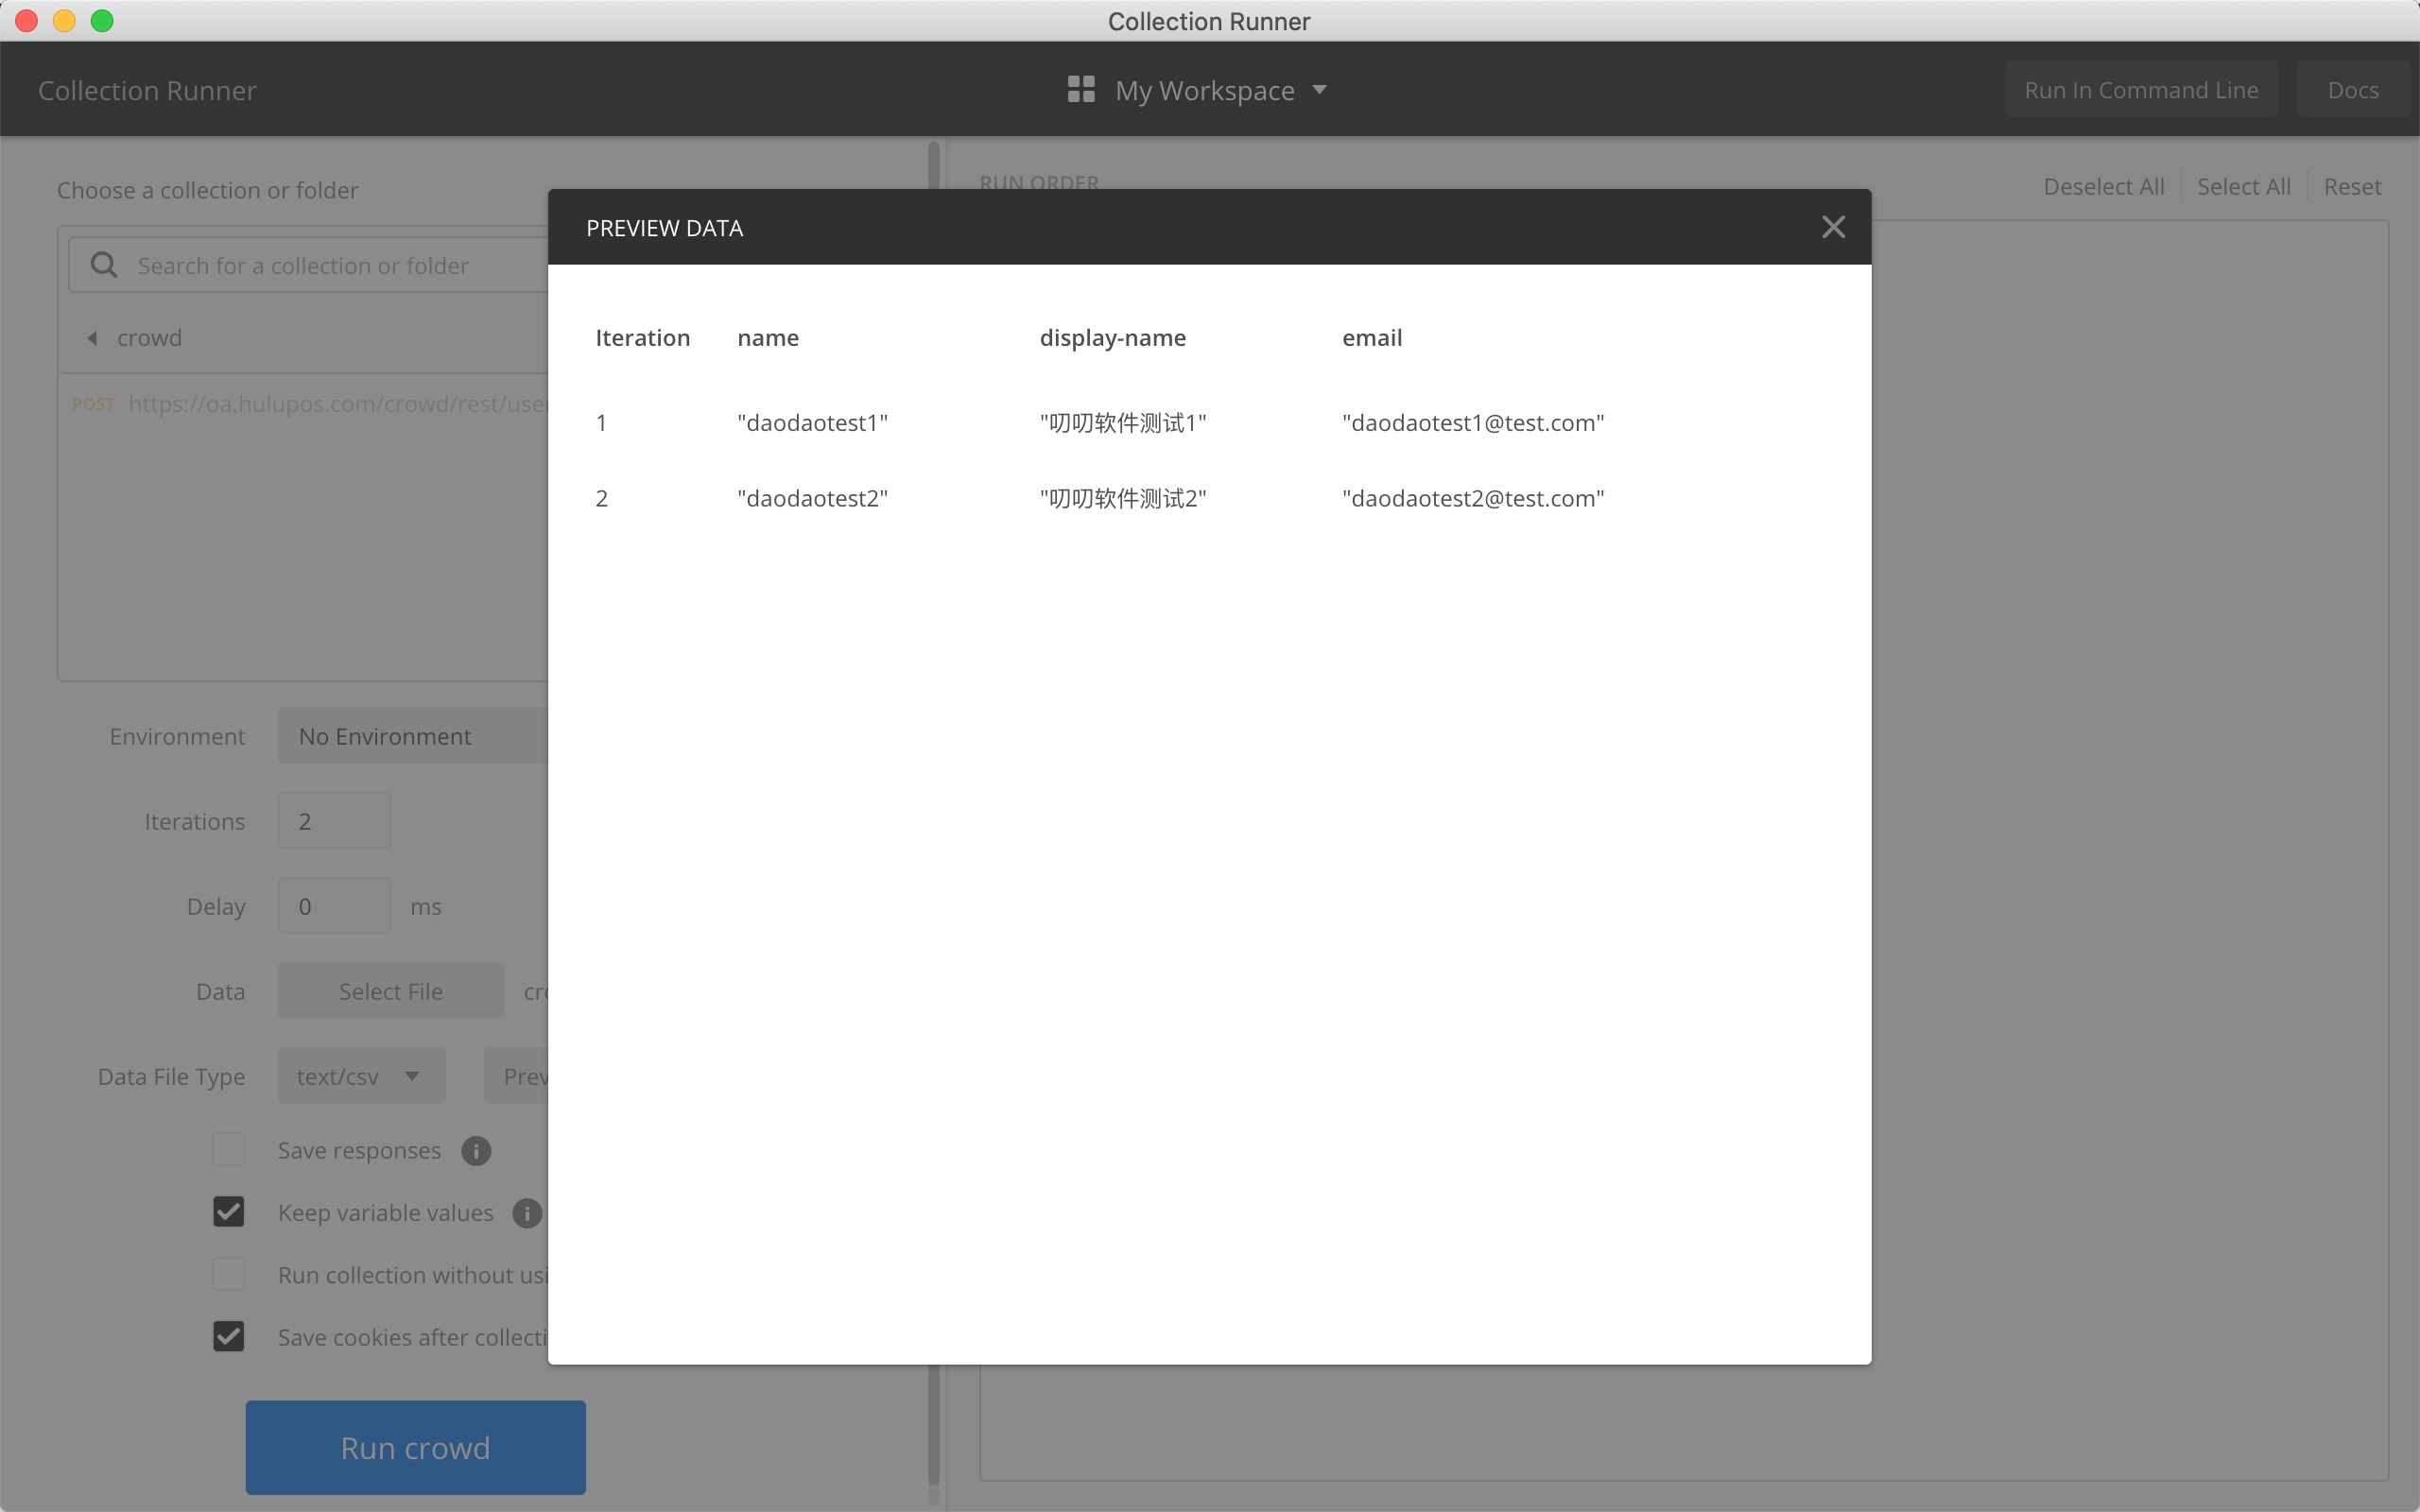 Collection Runner
Collection Runner
My Workspace
Run In Command Line
Docs
Choose a collection or folder
Search for a collection or folder
crowd
POST https://oa.hulupos.com/crowd/rest/user
Environment No Environment
Iterations 2
Delay 0 ms
Data Select File
Data File Type text/csv
Save responses
Keep variable values
Run collection without
Save cookies after
Run crowd
RUN ORDER
Deselect All Select All Reset
PREVIEW DATA
Iteration name display-name email
1 "daodaotest1" "叨叨软件测试1" "daodaotest1@test.com"
2 "daodaotest2" "叨叨软件测试2" "daodaotest2@test.com"